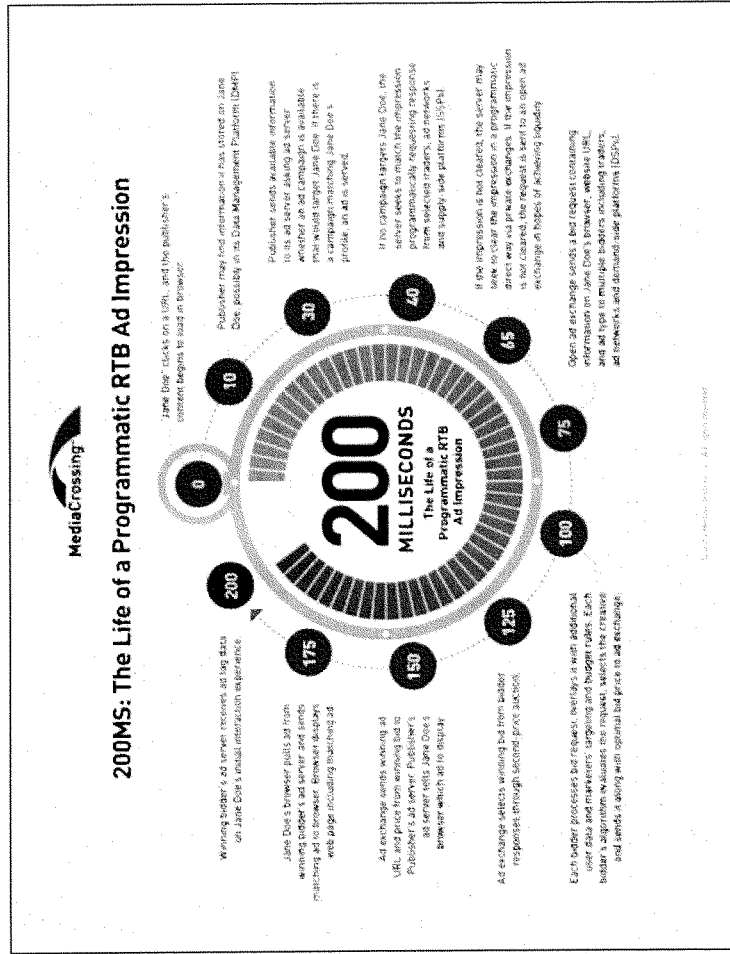 MediaCrossing™
200MS: The Life of a Programmatic RTB Ad Impression
"Jane Doe" clicks on a URL, and the publisher's
content begins to load in browser.
Publisher may find information it has stored on Jane
Doe, possibly in its Data Management Platform (DMP)
Publisher sends available information
to its ad server asking ad server
whether an ad campaign is available
that would target Jane Doe. If there is
a campaign matching Jane Doe's
profile, an ad is served.
If no campaign targets Jane Doe, the
server seeks to match the impression
programmatically requesting response
from selected traders, ad networks
and supply side platforms (SSPs).
If the impression is not cleared, the server may
seek to clear the impression in a programmatic
direct way via private exchanges. If the impression
is not cleared, the request is sent to an open ad
exchange in hopes of achieving liquidity
Open ad exchange sends a bid request containing
information on Jane Doe's browser, website URL,
and ad type to multiple bidders including traders,
ad networks and demand-side platforms (DSPs).
Each bidder processes bid request, overlays it with additional
user data and marketers' targeting and budget rules. Each
bidder's algorithm evaluates the request, selects the creative
and sends it along with optimal bid price to ad exchange.
Ad exchange selects winning bid from bidder
responses through second-price auction.
Ad exchange sends winning ad
URL and price from winning bid to
Publisher's ad server. Publisher's
ad server tells Jane Doe's
browser which ad to display
Jane Doe's browser pulls ad from
winning bidder's ad server and sends
matching ad to browser. Browser displays
web page including matching ad.
Winning bidder's ad server receives ad tag data
on Jane Doe's initial interaction experience.
0
10
30
40
65
75
100
125
150
175
200
200
MILLISECONDS
The Life of a
Programmatic RTB
Ad Impression
All rights reserved